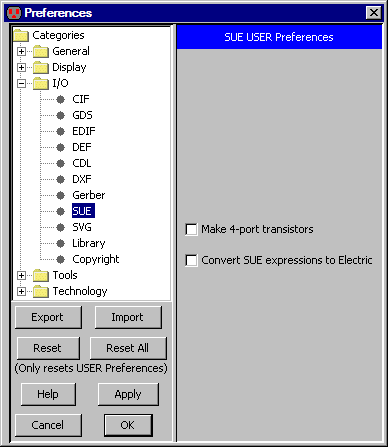 Preferences
Categories
General
Display
I/O
CIF
GDS
EDIF
DEF
CDL
DXF
Gerber
SUE
SVG
Library
Copyright
Tools
Technology
Export Import
Reset Reset All
(Only resets USER Preferences)
Help Apply
Cancel OK
SUE USER Preferences
Make 4-port transistors
Convert SUE expressions to Electric